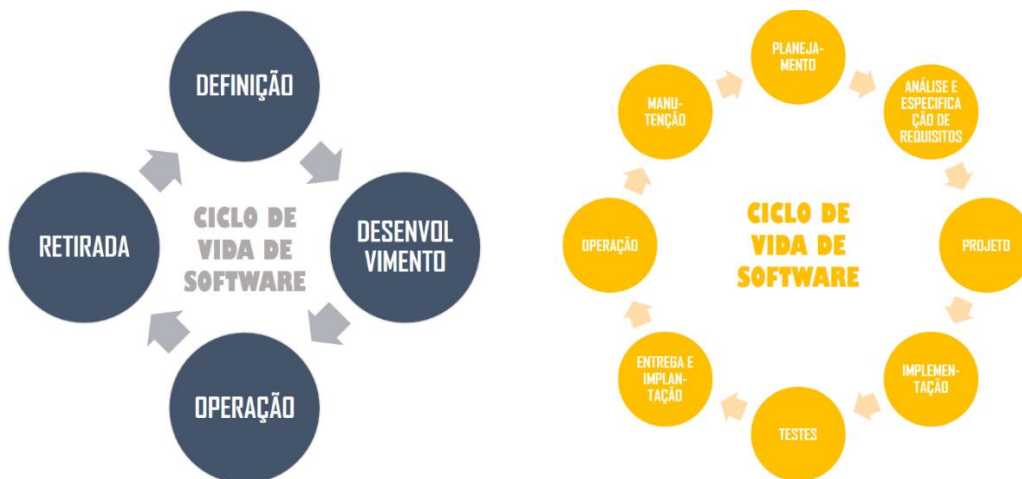 DEFINIÇÃO
DESENVOL
VIMENTO
OPERAÇÃO
RETIRADA
CICLO DE
VIDA DE
SOFTWARE
PLANEJA-
MENTO
ANÁLISE E
ESPECIFICA
ÇÃO DE
REQUISITOS
PROJETO
IMPLEMEN-
TAÇÃO
TESTES
ENTREGA E
IMPLAN-
TAÇÃO
OPERAÇÃO
MANU-
TENÇÃO
CICLO DE
VIDA DE
SOFTWARE